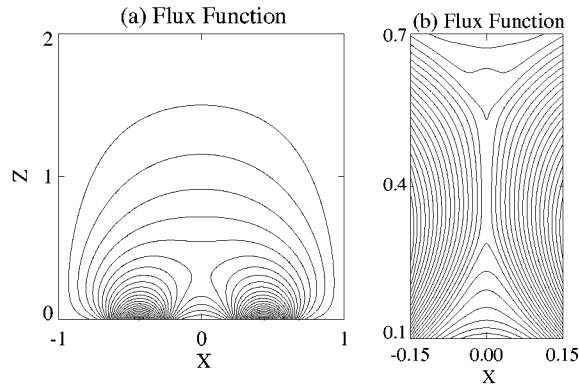 (a) Flux Function
2
Z
1
0
-1
0
1
X
(b) Flux Function
0.7
0.4
0.1
-0.15
0.00
0.15
X